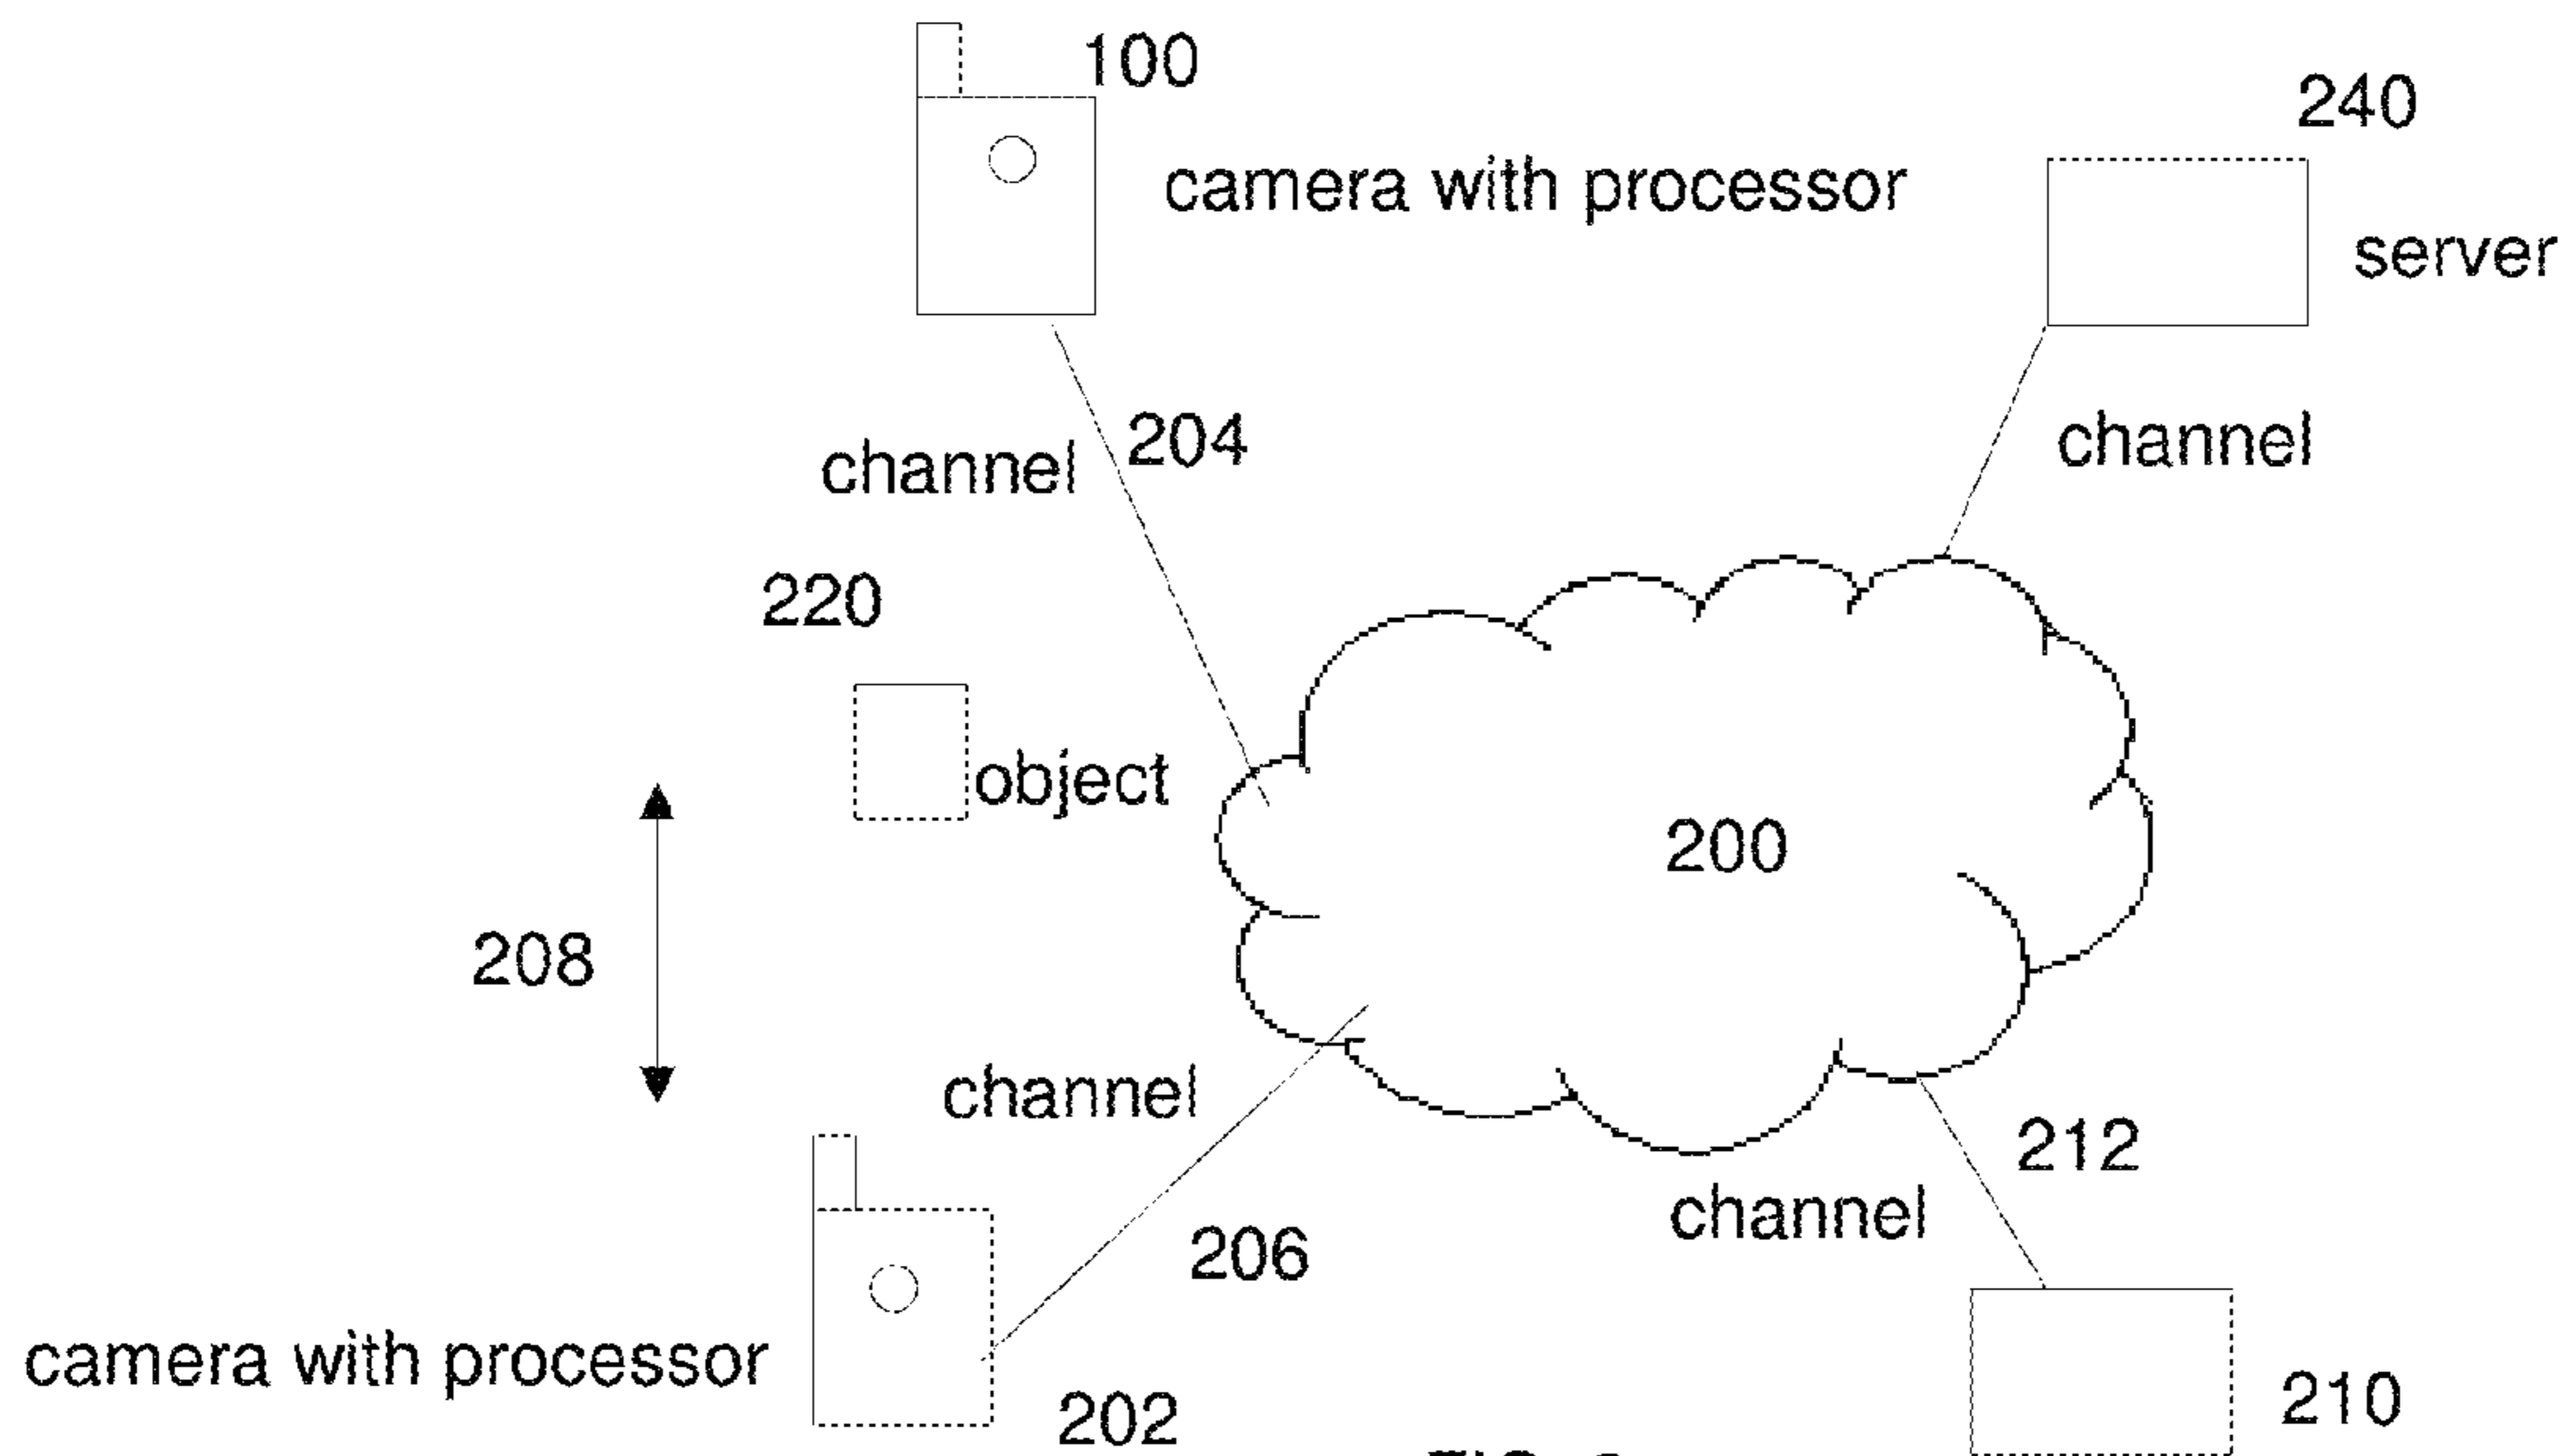 100
240
camera with processor
server
204
channel
channel
220
object
200
208
channel
212
channel
206
camera with processor
210
202